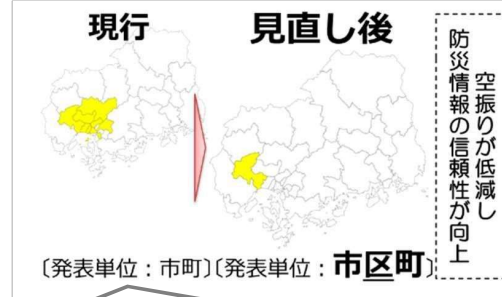 現行
見直し後
空振りが低減し
防災情報の信頼性が向上
〔発表単位：市町〕〔発表単位：市区町〕